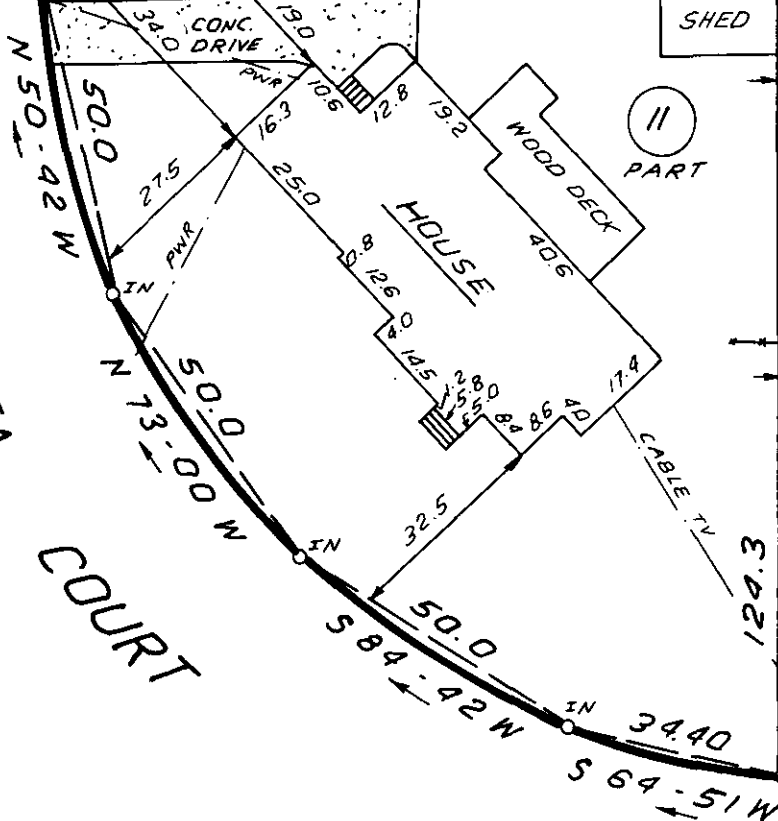 SHED
CONC.
DRIVE
34.0
19.0
PWR
10.6
12.8
19.2
11
PART
WOOD DECK
N 50-42 W
50.0
16.3
27.5
25.0
PWR
HOUSE
40.6
0.8
12.6
4.0
14.5
1.2
5.8
5.0
8.4
8.6
4.0
17.4
IN
N 73-00 W
50.0
CABLE TV
32.5
COURT
IN
50.0
S 84-42 W
124.3
IN
34.40
S 64-51 W